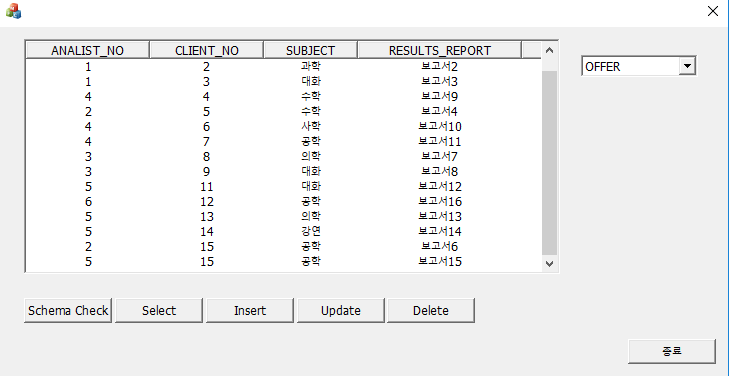 ANALIST_NO CLIENT_NO SUBJECT RESULTS_REPORT
OFFER
1 2 과학 보고서2
1 3 대화 보고서3
4 4 수학 보고서9
2 5 수학 보고서4
4 6 사학 보고서10
4 7 공학 보고서11
3 8 의학 보고서7
3 9 대화 보고서8
5 11 대화 보고서12
6 12 공학 보고서16
5 13 의학 보고서13
5 14 강연 보고서14
2 15 공학 보고서6
5 15 공학 보고서15
Schema Check Select Insert Update Delete
종료